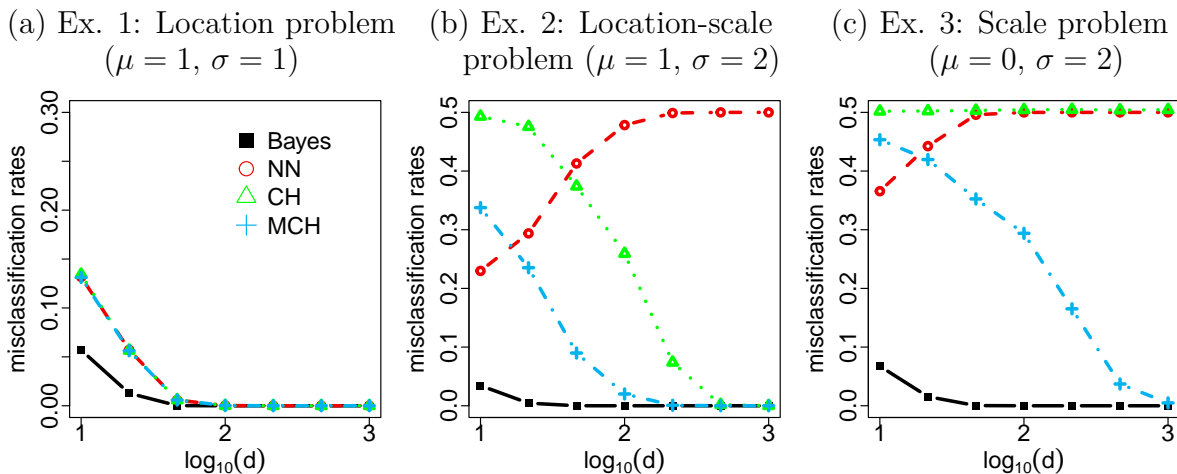 (a) Ex. 1: Location problem
(μ = 1, σ = 1)
0.30
0.20
0.10
0.00
misclassification rates
Bayes
NN
CH
MCH
1
2
3
log10(d)
(b) Ex. 2: Location-scale
problem (μ = 1, σ = 2)
0.5
0.4
0.3
0.2
0.1
0.0
misclassification rates
1
2
3
log10(d)
(c) Ex. 3: Scale problem
(μ = 0, σ = 2)
0.5
0.4
0.3
0.2
0.1
0.0
misclassification rates
1
2
3
log10(d)